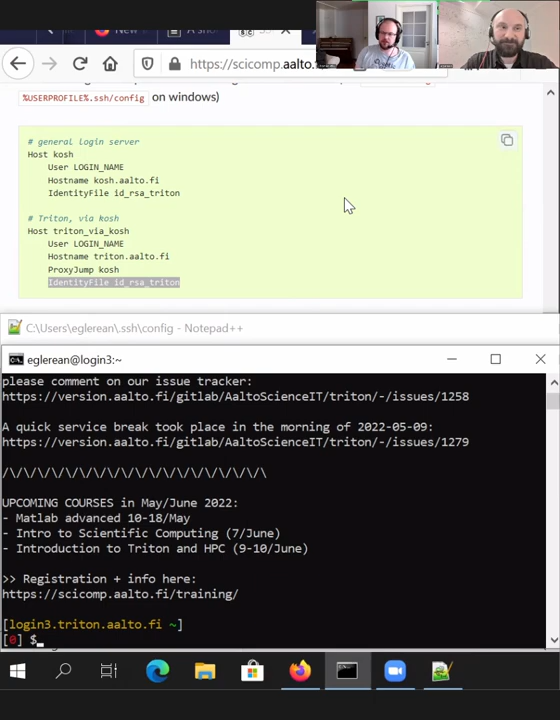 https://scicomp.aalto.
%USERPROFILE%.ssh/config on windows)
# general login server
Host kosh
User LOGIN_NAME
Hostname kosh.aalto.fi
IdentityFile id_rsa_triton
# Triton, via kosh
Host triton_via_kosh
User LOGIN_NAME
Hostname triton.aalto.fi
ProxyJump kosh
IdentityFile id_rsa_triton
C:\Users\eglerean\.ssh\config - Notepad++
eglerean@login3:~
please comment on our issue tracker:
https://version.aalto.fi/gitlab/AaltoScienceIT/triton/-/issues/1258
A quick service break took place in the morning of 2022-05-09:
https://version.aalto.fi/gitlab/AaltoScienceIT/triton/-/issues/1279
/\/\/\/\/\/\/\/\/\/\/\/\/\/\/\/\/\/\
UPCOMING COURSES in May/June 2022:
- Matlab advanced 10-18/May
- Intro to Scientific Computing (7/June)
- Introduction to Triton and HPC (9-10/June)
>> Registration + info here:
https://scicomp.aalto.fi/training/
[login3.triton.aalto.fi ~]
[0] $